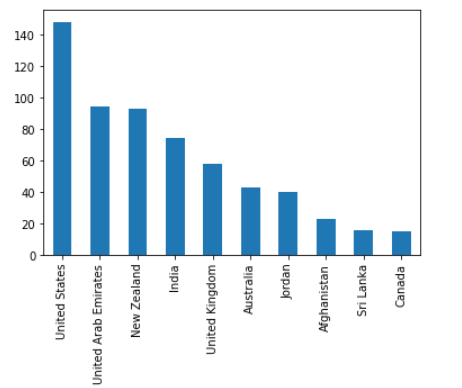 140
120
100
80
60
40
20
0
United States
United Arab Emirates
New Zealand
India
United Kingdom
Australia
Jordan
Afghanistan
Sri Lanka
Canada